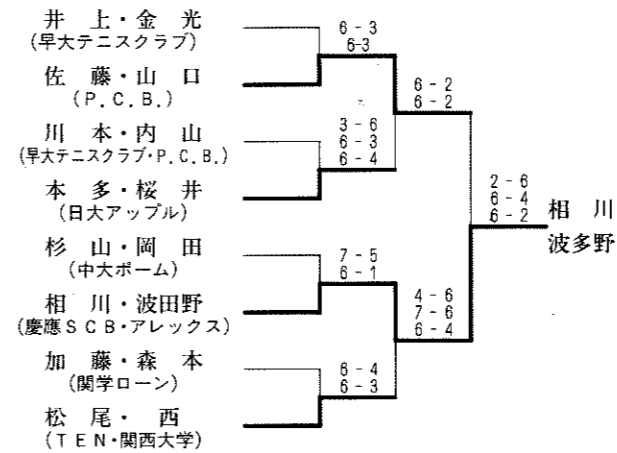 井 上・金 光
(早大テニスクラブ)
佐 藤・山 口
(P.C.B.)
川 本・内 山
(早大テニスクラブ・P.C.B.)
本 多・桜 井
(日大アップル)
杉 山・岡 田
(中大ポーム)
相 川・波田野
(慶應SCB・アレックス)
加 藤・森 本
(関学ローン)
松 尾・ 西
(TEN・関西大学)
6-3
6-3
3-6
6-3
6-4
7-5
6-1
6-4
6-3
6-2
6-2
4-6
7-6
6-4
2-6
6-4
6-2
相 川
波多野